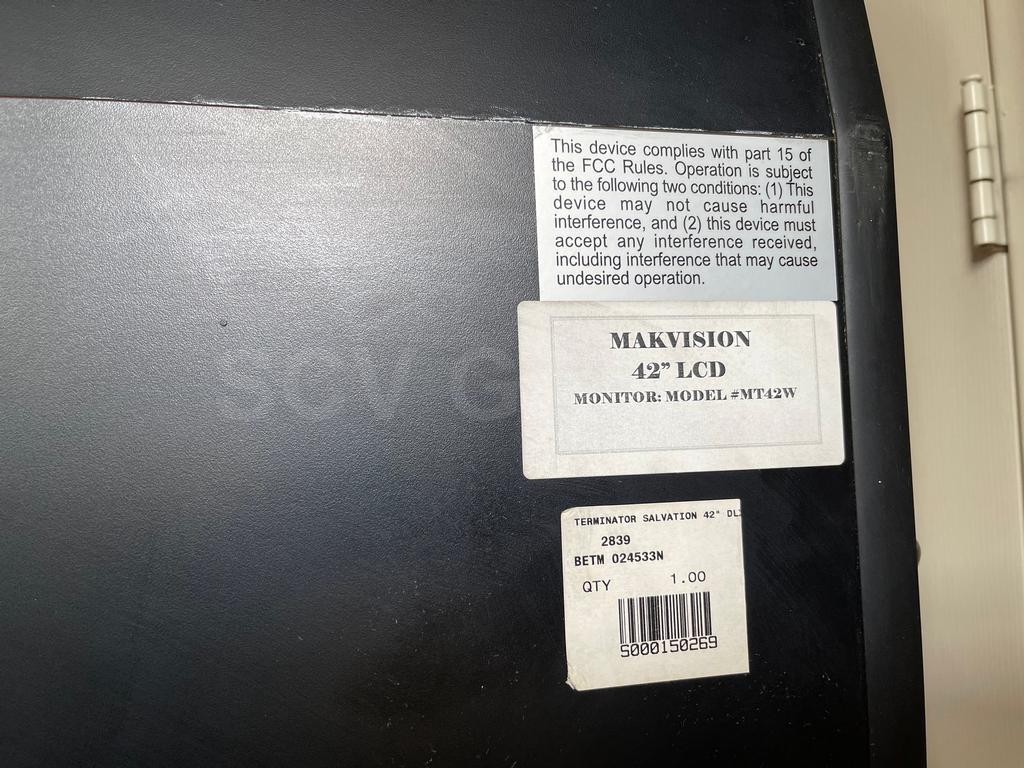 This device complies with part 15 of
the FCC Rules. Operation is subject
to the following two conditions: (1) This
device may not cause harmful
interference, and (2) this device must
accept any interference received,
including interference that may cause
undesired operation.
MAKVISION
42” LCD
MONITOR: MODEL #MT42W
TERMINATOR SALVATION 42"
2839
BETM 024533N
QTY 1.00
S000150269